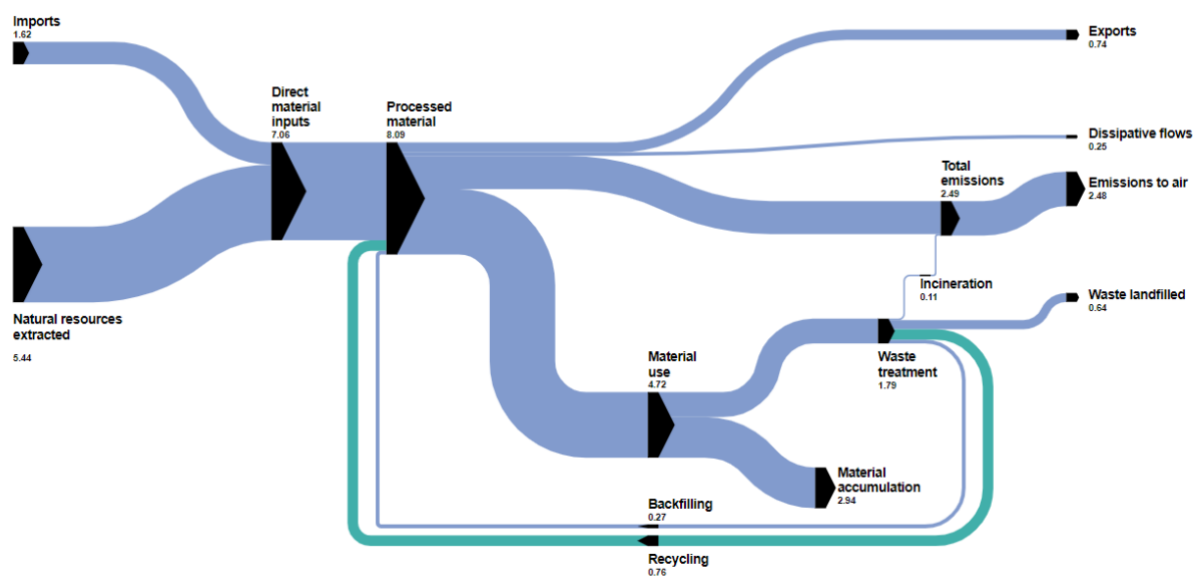 Imports
1.62
Exports
0.74
Direct
material
inputs
7.06
Processed
material
8.09
Dissipative flows
0.25
Total
emissions
2.49
Emissions to air
2.48
Incineration
0.11
Waste landfilled
0.64
Natural resources
extracted
5.44
Material
use
4.72
Waste
treatment
1.79
Material
accumulation
2.94
Backfilling
0.27
Recycling
0.76